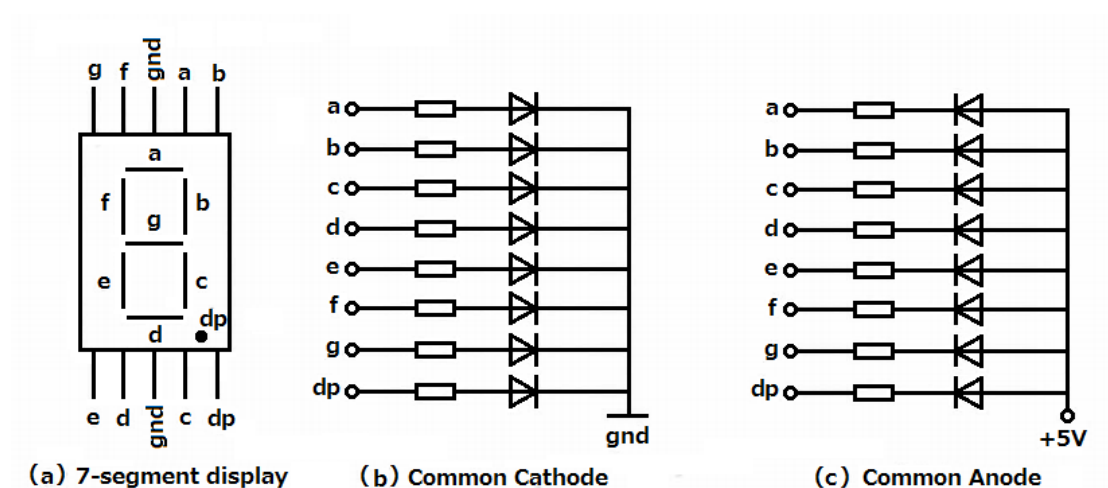 g f gnd a b
a
f b
g
e c
dp
d
e d gnd c dp
(a) 7-segment display
a
b
c
d
e
f
g
dp
gnd
(b) Common Cathode
a
b
c
d
e
f
g
dp
+5V
(c) Common Anode